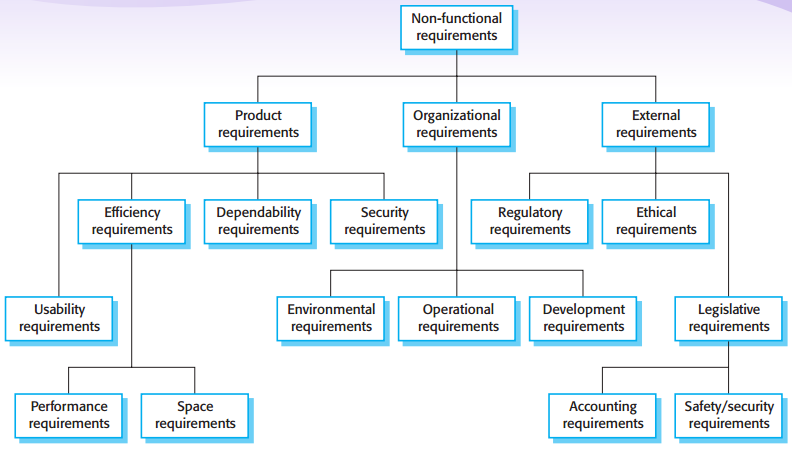 Non-functional
requirements
Product
requirements
Organizational
requirements
External
requirements
Efficiency
requirements
Dependability
requirements
Security
requirements
Regulatory
requirements
Ethical
requirements
Usability
requirements
Environmental
requirements
Operational
requirements
Development
requirements
Legislative
requirements
Performance
requirements
Space
requirements
Accounting
requirements
Safety/security
requirements